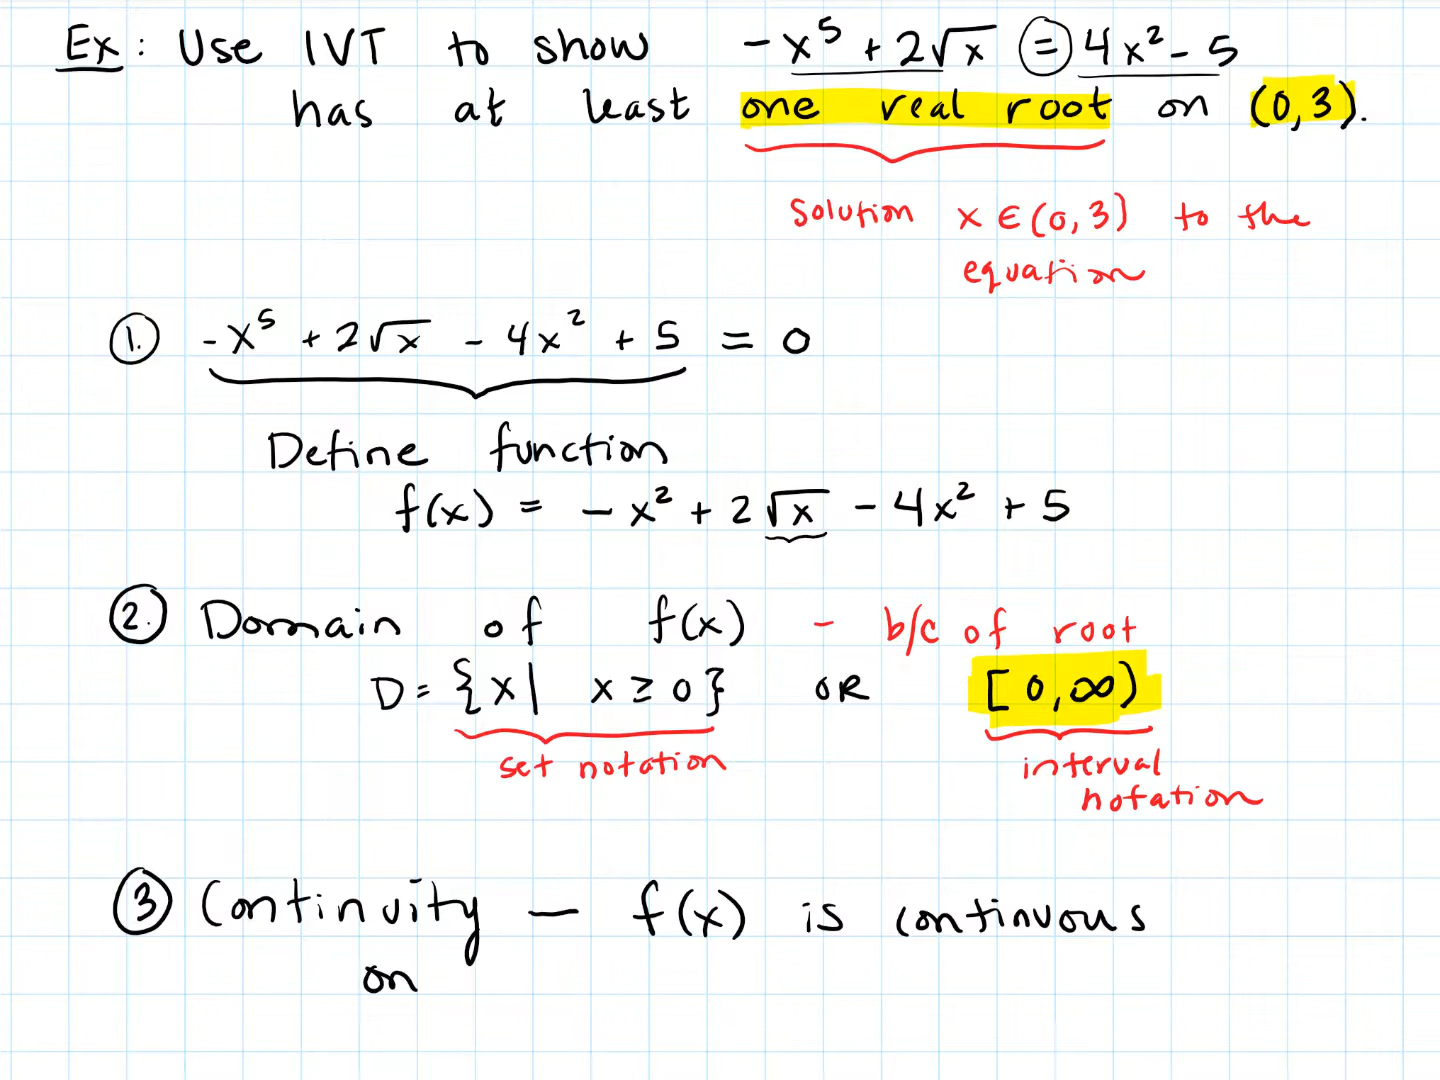 Ex: Use IVT to show -x⁵ + 2√x = 4x² - 5
has at least one real root on (0,3).
Solution x ∈ (0,3) to the
equation
1. -x⁵ + 2√x - 4x² + 5 = 0
Define function
f(x) = -x² + 2√x - 4x² + 5
2. Domain of f(x) - b/c of root
D = {x | x ≥ 0} OR [0,∞)
set notation interval
notation
3 Continuity — f(x) is continuous
on